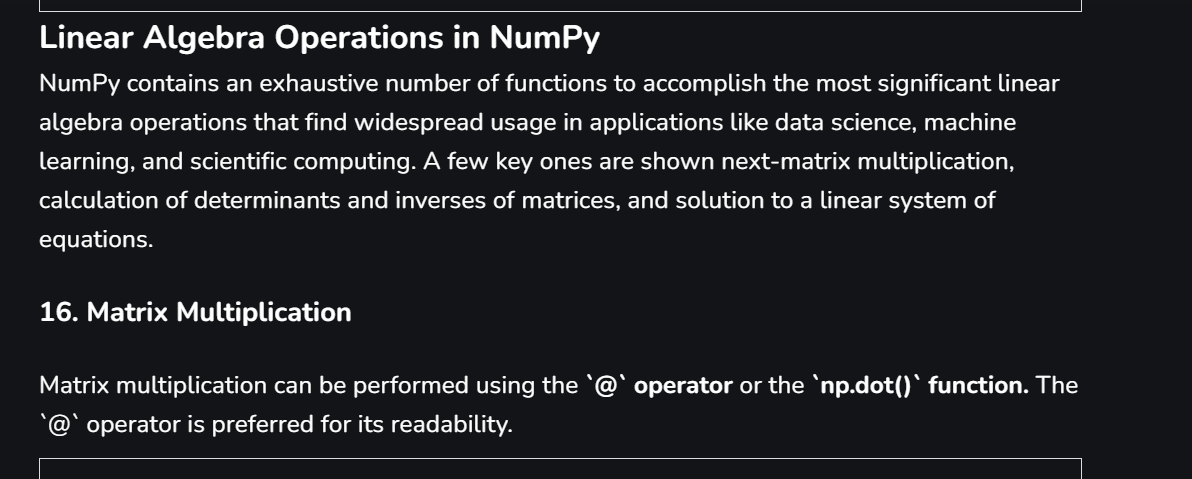 Linear Algebra Operations in NumPy
NumPy contains an exhaustive number of functions to accomplish the most significant linear
algebra operations that find widespread usage in applications like data science, machine
learning, and scientific computing. A few key ones are shown next-matrix multiplication,
calculation of determinants and inverses of matrices, and solution to a linear system of
equations.
16. Matrix Multiplication
Matrix multiplication can be performed using the `@` operator or the `np.dot()` function. The
`@` operator is preferred for its readability.